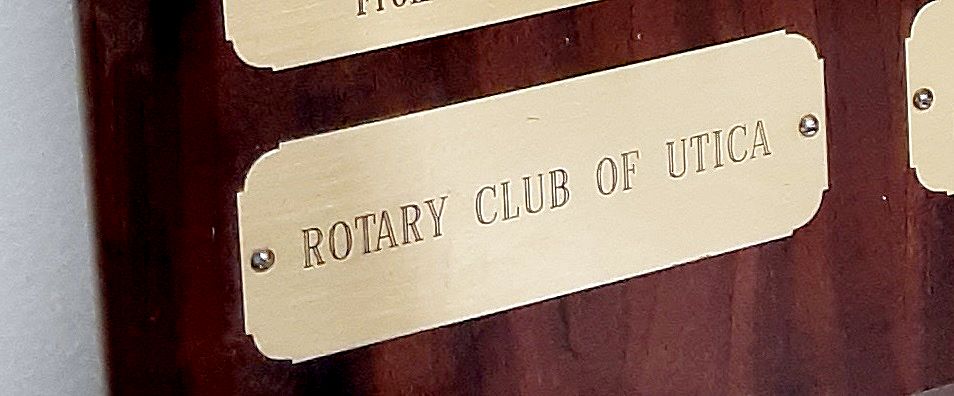 ROTARY CLUB OF UTICA